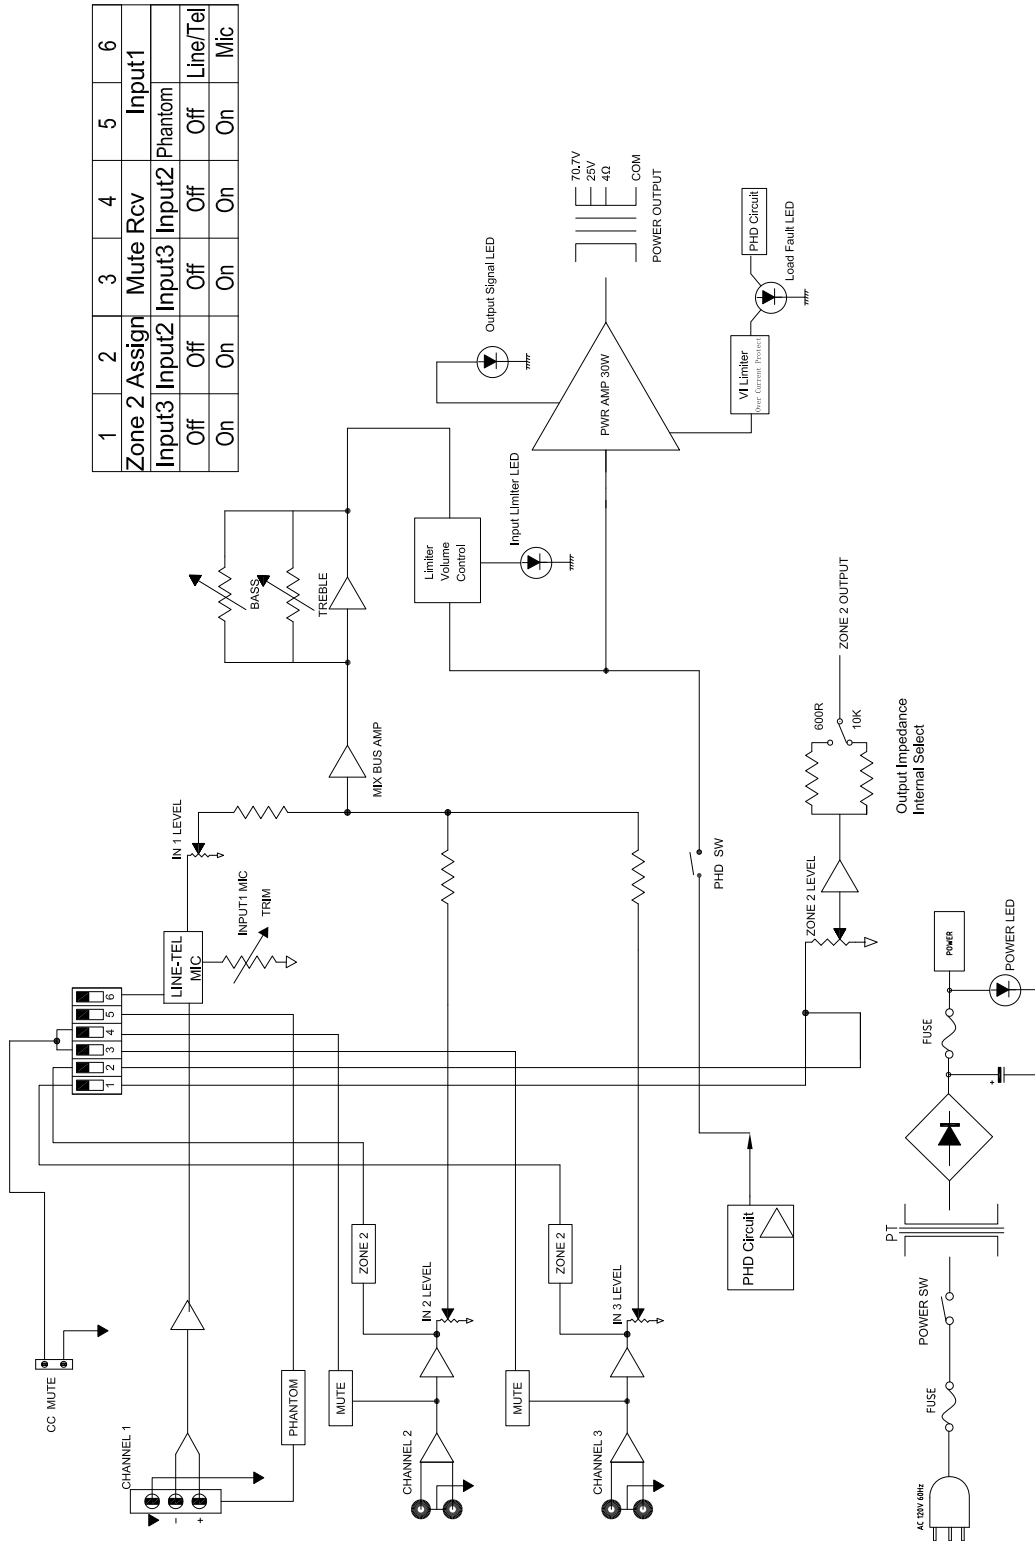 1 2 3 4 5 6
Zone 2 Assign Mute Rcv Input1
Input3 Input2 Input3 Input2 Phantom
Off Off Off Off Off Line/Tel
On On On On On Mic
CC MUTE
1 2 3 4 5 6
CHANNEL 1
-
+
PHANTOM
LINE-TEL
MIC
INPUT1 MIC
TRIM
IN 1 LEVEL
MIX BUS AMP
BASS
TREBLE
Limiter
Volume
Control
Input LImIter LED
PWR AMP 30W
Output Signal LED
70.7V
25V
4Ω
COM
POWER OUTPUT
VI Limiter
Over Current Protect
PHD Circuit
Load Fault LED
CHANNEL 2
MUTE
ZONE 2
IN 2 LEVEL
CHANNEL 3
MUTE
ZONE 2
IN 3 LEVEL
PHD Circuit
PHD SW
ZONE 2 LEVEL
600R
10K
ZONE 2 OUTPUT
Output Impedance
Internal Select
AC 120V 60Hz
FUSE
POWER SW
PT
+
FUSE
POWER
POWER LED